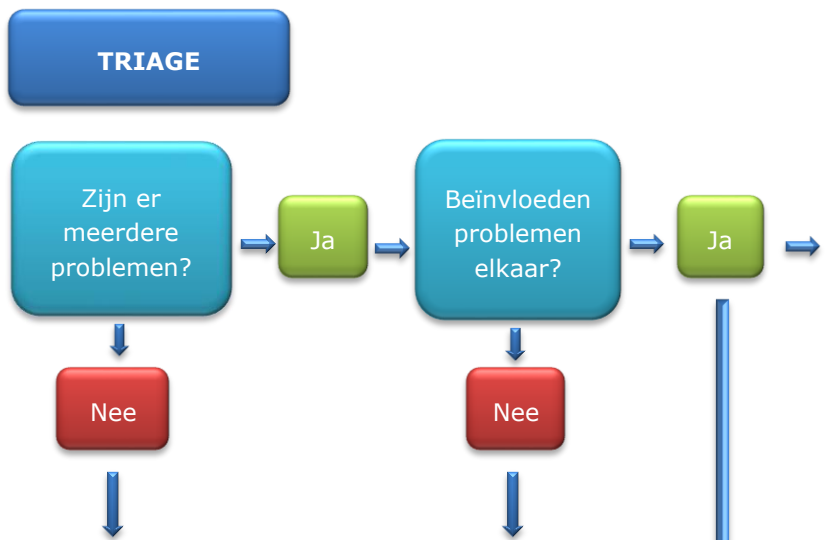 TRIAGE
Zijn er
meerdere
problemen?
Ja
Beïnvloeden
problemen
elkaar?
Ja
Nee
Nee